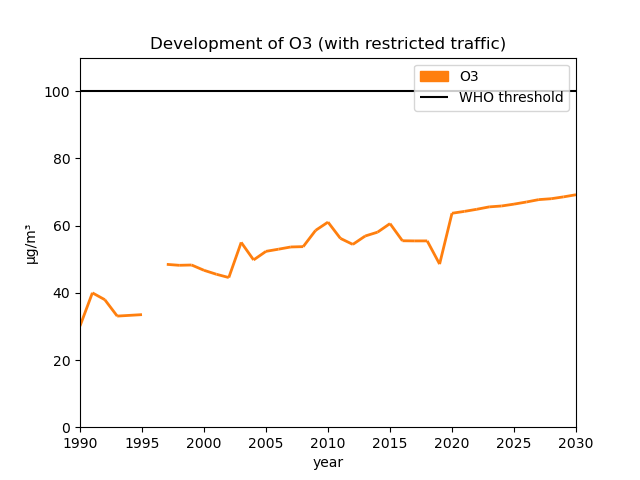 Development of O3 (with restricted traffic)
O3
WHO threshold
100
80
60
40
20
0
µg/m³
1990 1995 2000 2005 2010 2015 2020 2025 2030
year